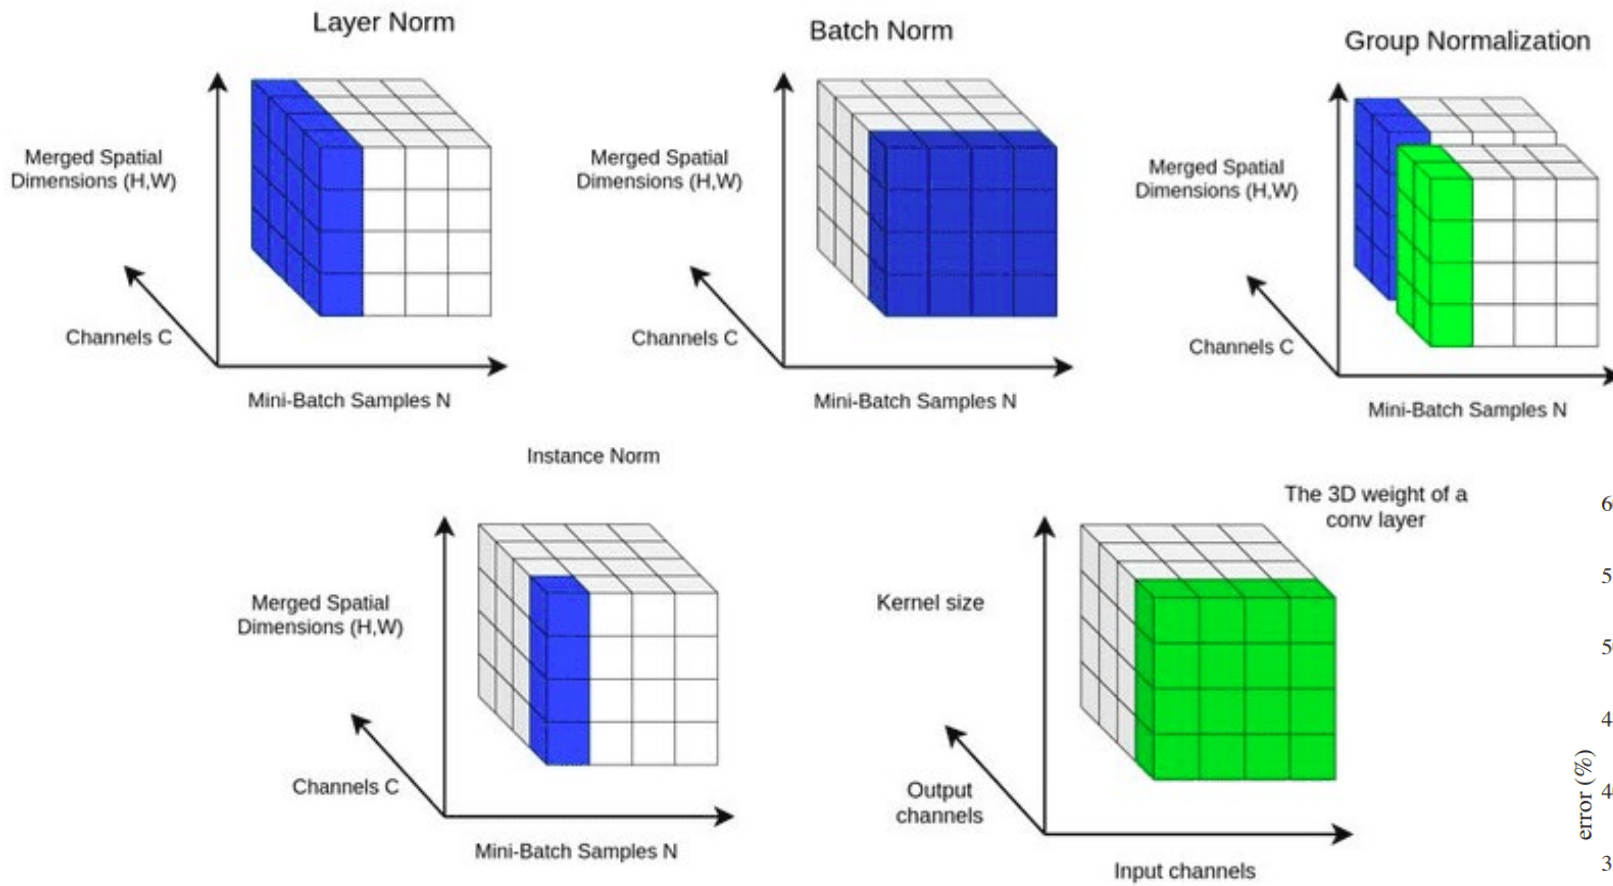 Layer Norm
Batch Norm
Group Normalization
Merged Spatial
Dimensions (H,W)
Channels C
Mini-Batch Samples N
Merged Spatial
Dimensions (H,W)
Channels C
Mini-Batch Samples N
Merged Spatial
Dimensions (H,W)
Channels C
Mini-Batch Samples N
Instance Norm
Merged Spatial
Dimensions (H,W)
Channels C
Mini-Batch Samples N
The 3D weight of a
conv layer
Kernel size
Output
channels
Input channels
error (%)